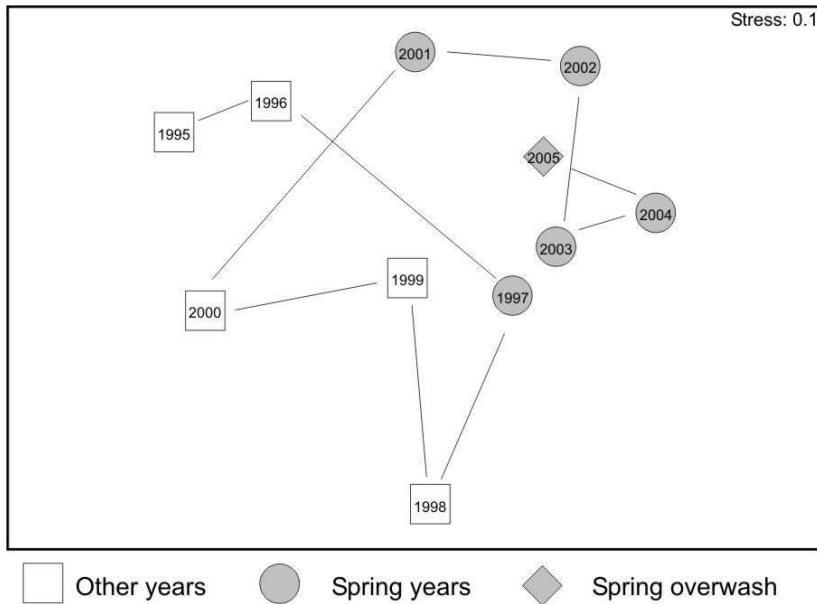 Stress: 0.1
2001
2002
1996
1995
2005
2004
2003
1999
1997
2000
1998
Other years
Spring years
Spring overwash